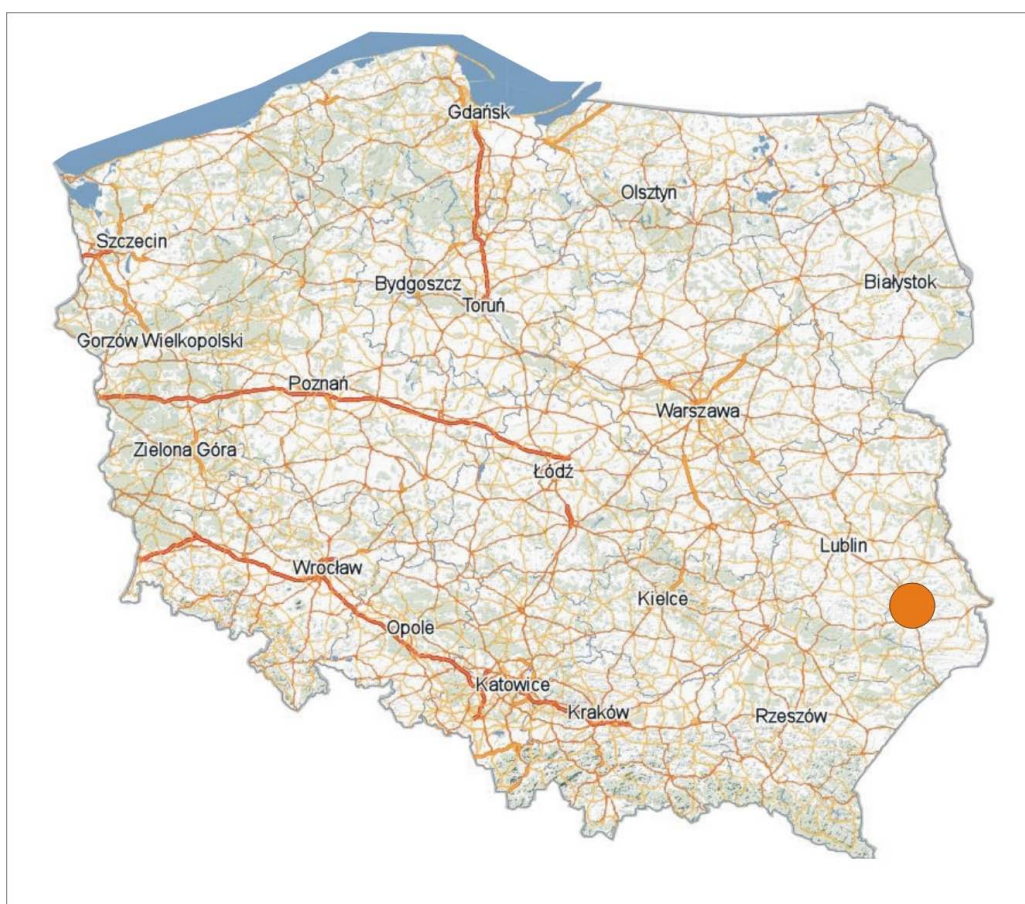 Gdańsk
Olsztyn
Szczecin
Bydgoszcz
Białystok
Toruń
Gorzów Wielkopolski
Poznań
Warszawa
Zielona Góra
Łódź
Lublin
Wrocław
Kielce
Opole
Katowice
Kraków
Rzeszów